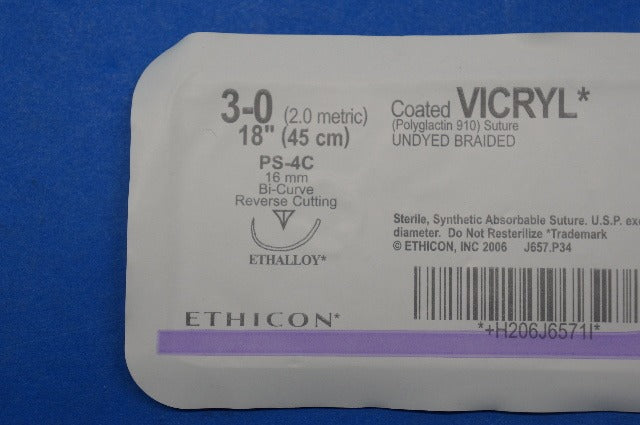 3-0 (2.0 metric)
18" (45 cm)
PS-4C
16 mm
Bi-Curve
Reverse Cutting
ETHALLOY*
ETHICON*
Coated VICRYL*
(Polyglactin 910) Suture
UNDYED BRAIDED
Sterile, Synthetic Absorbable Suture. U.S.P.
diameter. Do Not Resterilize *Trademark
© ETHICON, INC 2006 J657.P34
*+H206J6571I*